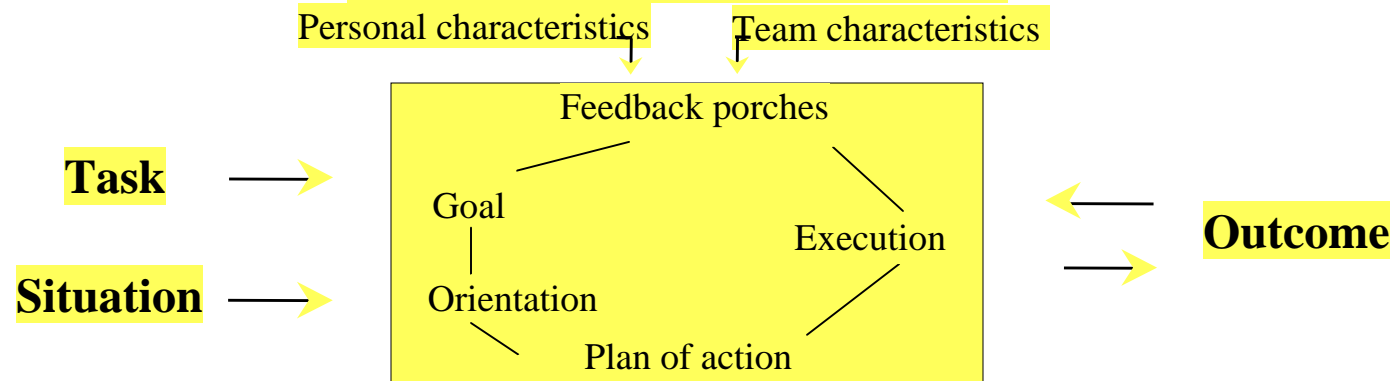 Personal characteristics Team characteristics
Feedback porches
Task
Goal
Execution
Outcome
Situation
Orientation
Plan of action